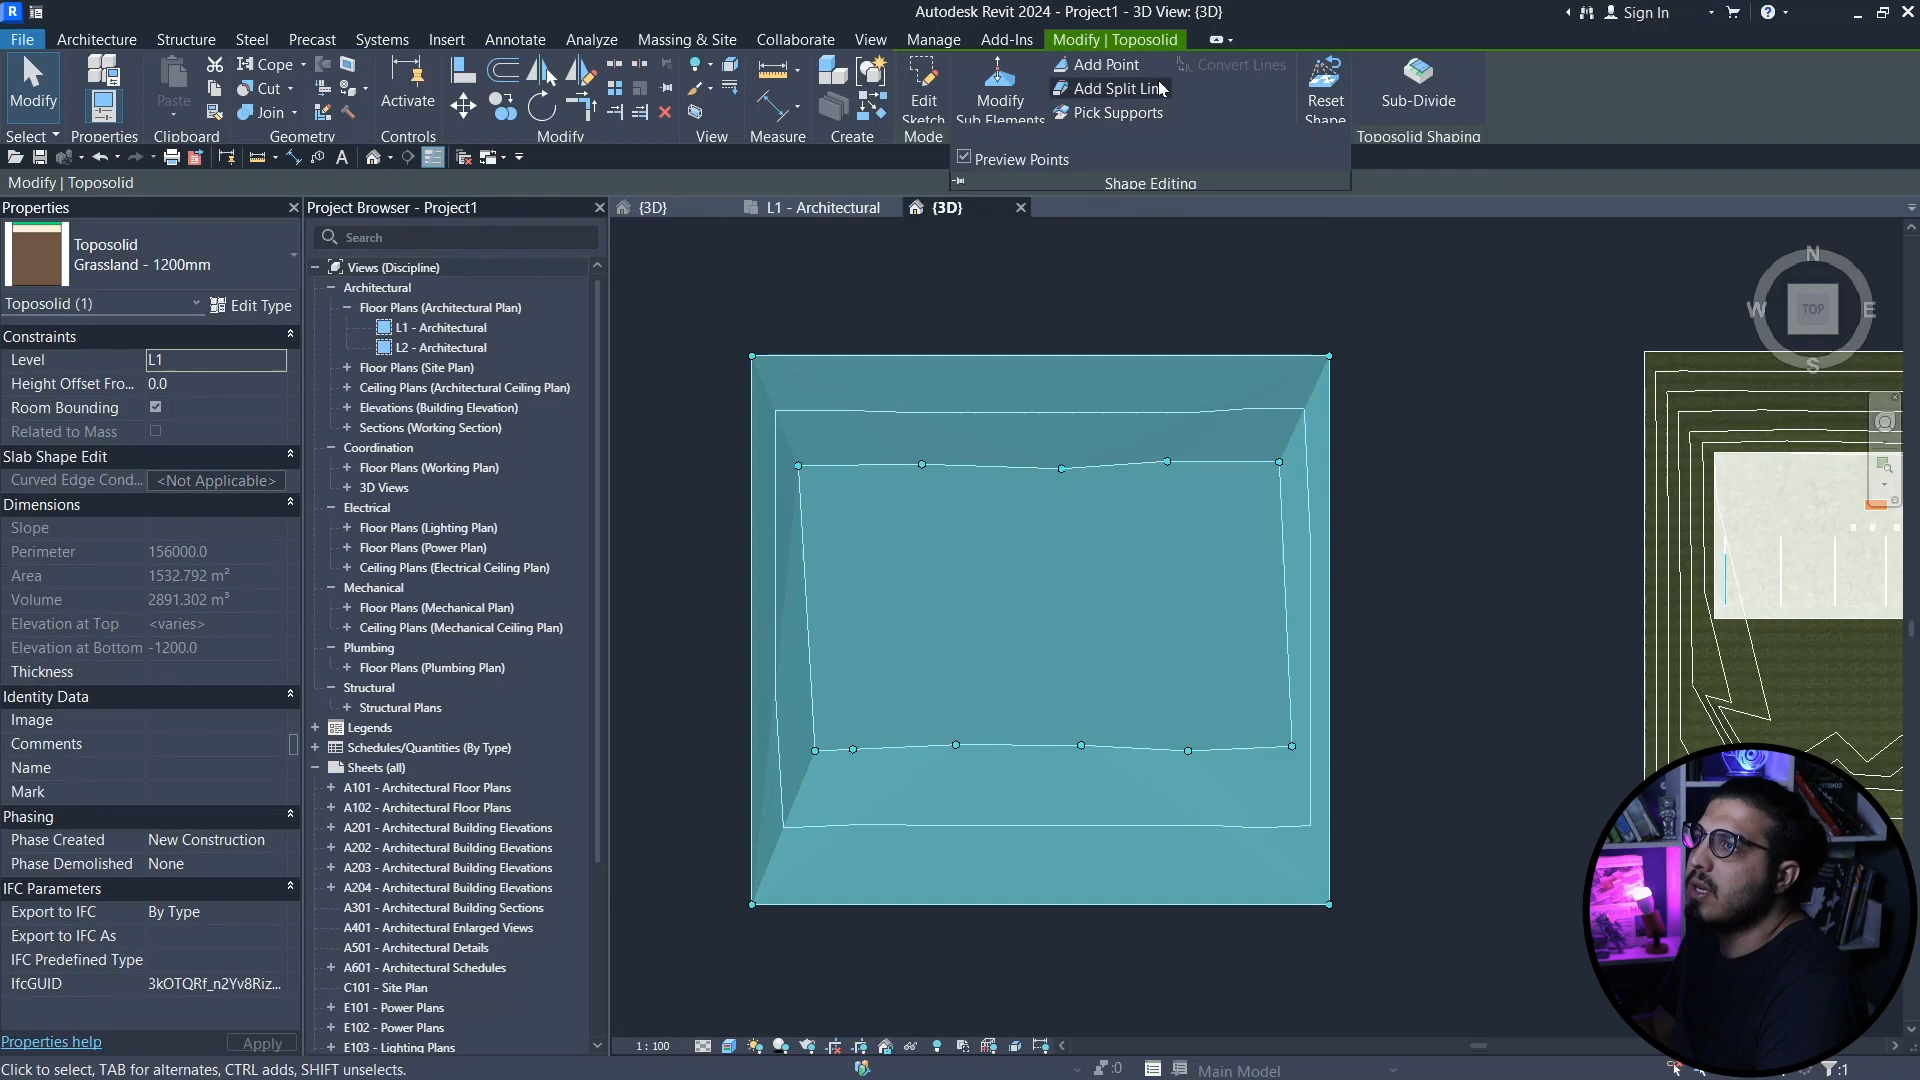 Autodesk Revit 2024 - Project1 - 3D View: {3D}
Sign In
File Architecture Structure Steel Precast Systems Insert Annotate Analyze Massing & Site Collaborate View Manage Add-Ins Modify | Toposolid
Modify
Paste
Cope
Cut
Join
Activate
Edit
Sketch
Modify
Sub Elements
Add Point
Add Split Line
Pick Supports
Convert Lines
Reset
Shape
Sub-Divide
Select Properties Clipboard Geometry Controls Modify View Measure Create Mode Toposolid Shaping
Preview Points
Shape Editing
Modify | Toposolid
Properties
Toposolid
Grassland - 1200mm
Toposolid (1) Edit Type
Constraints
Level L1
Height Offset Fro... 0.0
Room Bounding
Related to Mass
Slab Shape Edit
Curved Edge Cond... <Not Applicable>
Dimensions
Slope
Perimeter 156000.0
Area 1532.792 m²
Volume 2891.302 m³
Elevation at Top <varies>
Elevation at Bottom -1200.0
Thickness
Identity Data
Image
Comments
Name
Mark
Phasing
Phase Created New Construction
Phase Demolished None
IFC Parameters
Export to IFC By Type
Export to IFC As
IFC Predefined Type
IfcGUID 3kOTQRf_n2Yv8Riz...
Properties help Apply
Project Browser - Project1
Search
Views (Discipline)
Architectural
Floor Plans (Architectural Plan)
L1 - Architectural
L2 - Architectural
Floor Plans (Site Plan)
Ceiling Plans (Architectural Ceiling Plan)
Elevations (Building Elevation)
Sections (Working Section)
Coordination
Floor Plans (Working Plan)
3D Views
Electrical
Floor Plans (Lighting Plan)
Floor Plans (Power Plan)
Ceiling Plans (Electrical Ceiling Plan)
Mechanical
Floor Plans (Mechanical Plan)
Ceiling Plans (Mechanical Ceiling Plan)
Plumbing
Floor Plans (Plumbing Plan)
Structural
Structural Plans
Legends
Schedules/Quantities (By Type)
Sheets (all)
A101 - Architectural Floor Plans
A102 - Architectural Floor Plans
A201 - Architectural Building Elevations
A202 - Architectural Building Elevations
A203 - Architectural Building Elevations
A204 - Architectural Building Elevations
A301 - Architectural Building Sections
A401 - Architectural Enlarged Views
A501 - Architectural Details
A601 - Architectural Schedules
C101 - Site Plan
E101 - Power Plans
E102 - Power Plans
E103 - Lighting Plans
{3D} L1 - Architectural {3D}
N
W TOP E
S
1 : 100
Click to select, TAB for alternates, CTRL adds, SHIFT unselects.
:0
Main Model
:1